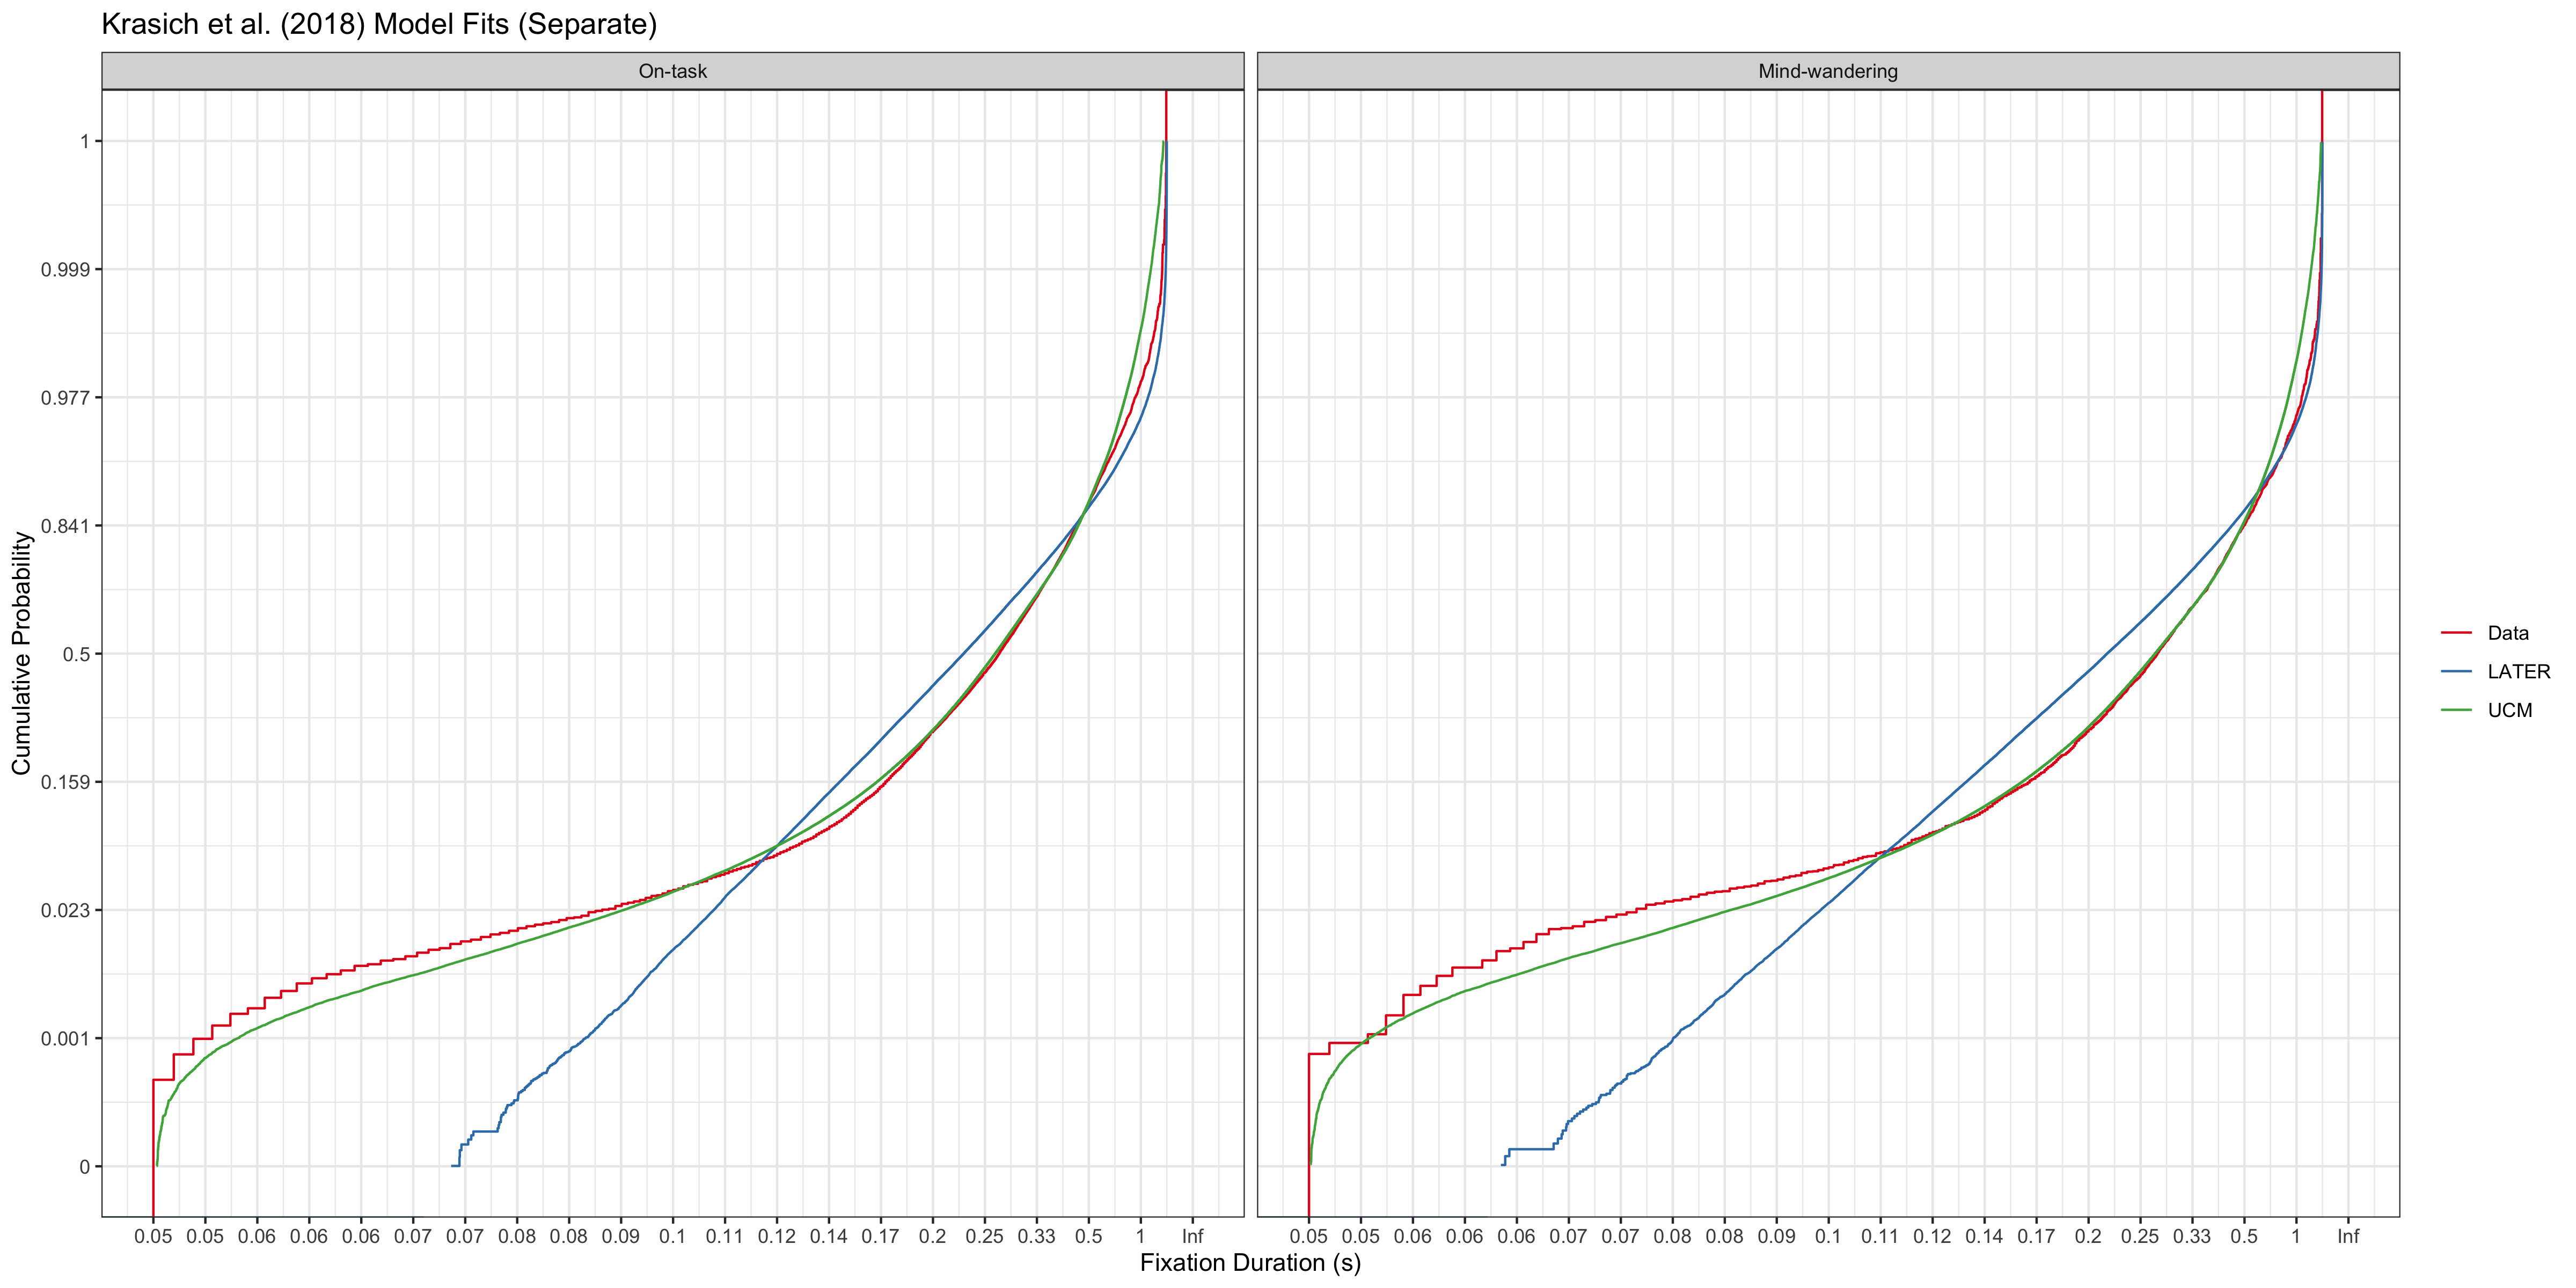 Krasich et al. (2018) Model Fits (Separate)
On-task
Mind-wandering
1
0.999
0.977
0.841
0.5
0.159
0.023
0.001
0
Cumulative Probability
0.05 0.05 0.06 0.06 0.06 0.07 0.07 0.08 0.08 0.09 0.1 0.11 0.12 0.14 0.17 0.2 0.25 0.33 0.5 1 Inf
0.05 0.05 0.06 0.06 0.06 0.07 0.07 0.08 0.08 0.09 0.1 0.11 0.12 0.14 0.17 0.2 0.25 0.33 0.5 1 Inf
Fixation Duration (s)
Data
LATER
UCM